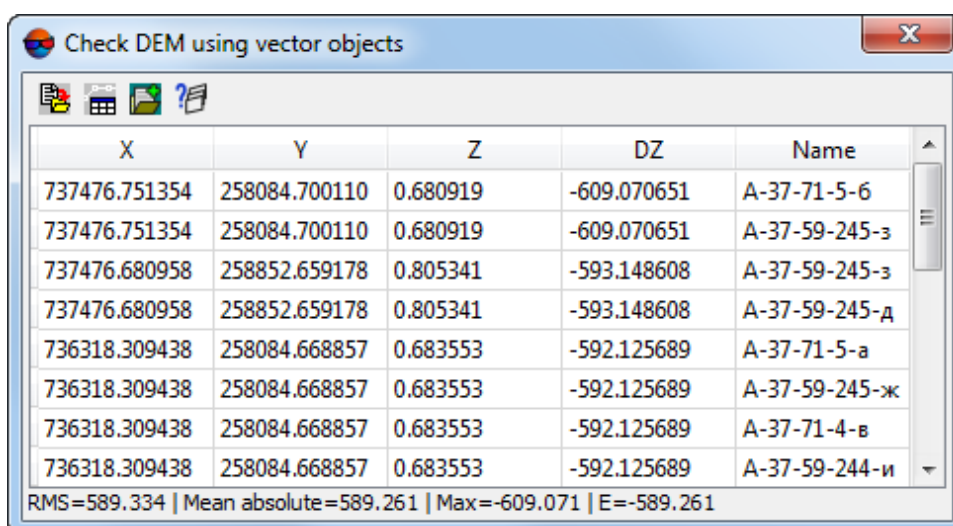 Check DEM using vector objects
X Y Z DZ Name
737476.751354 258084.700110 0.680919 -609.070651 А-37-71-5-б
737476.751354 258084.700110 0.680919 -609.070651 А-37-59-245-з
737476.680958 258852.659178 0.805341 -593.148608 А-37-59-245-з
737476.680958 258852.659178 0.805341 -593.148608 А-37-59-245-д
736318.309438 258084.668857 0.683553 -592.125689 А-37-71-5-а
736318.309438 258084.668857 0.683553 -592.125689 А-37-59-245-ж
736318.309438 258084.668857 0.683553 -592.125689 А-37-71-4-в
736318.309438 258084.668857 0.683553 -592.125689 А-37-59-244-и
RMS=589.334 | Mean absolute=589.261 | Max=-609.071 | E=-589.261